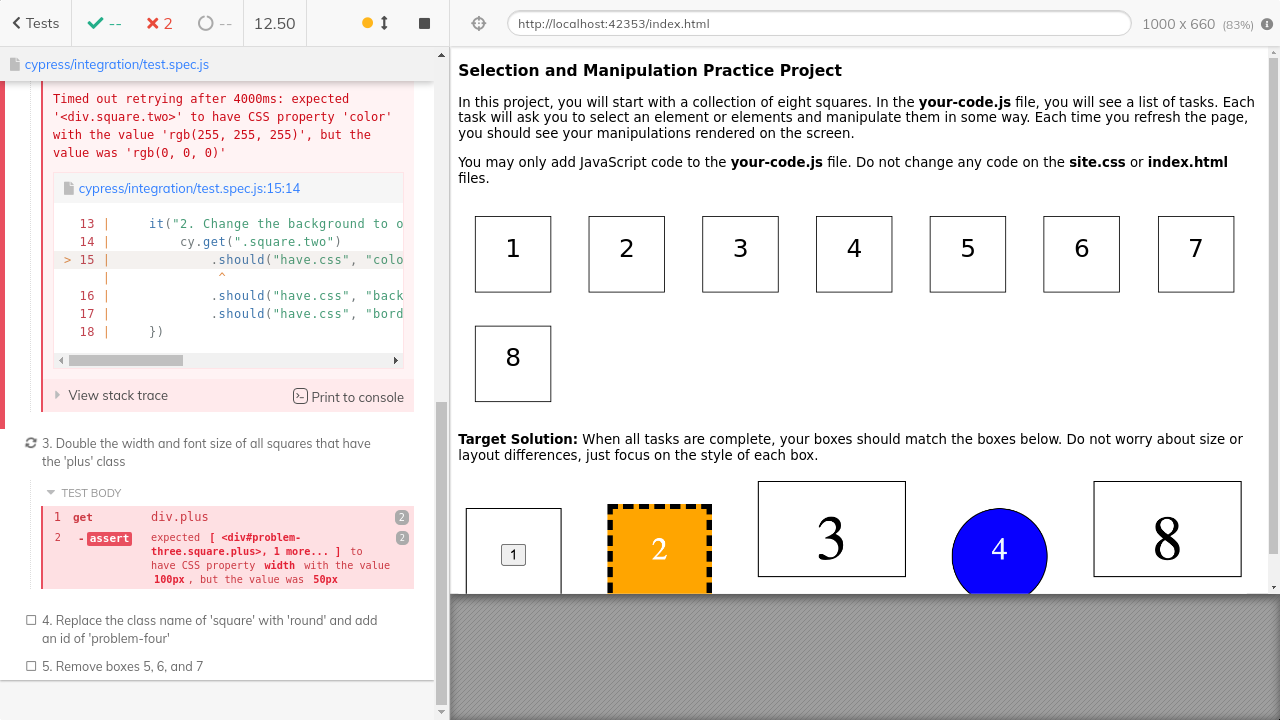 Tests
--
2
--
12.50
http://localhost:42353/index.html
1000 x 660 (83%)
cypress/integration/test.spec.js
Timed out retrying after 4000ms: expected
'<div.square.two>' to have CSS property 'color'
with the value 'rgb(255, 255, 255)', but the
value was 'rgb(0, 0, 0)'
cypress/integration/test.spec.js:15:14
13 |     it("2. Change the background to o
14 |         cy.get(".square.two")
> 15 |             .should("have.css", "colo
|              ^
16 |             .should("have.css", "back
17 |             .should("have.css", "bord
18 |     })
View stack trace
Print to console
3. Double the width and font size of all squares that have
the 'plus' class
TEST BODY
1 get div.plus 2
2 -assert expected [ <div#problem- 2
three.square.plus>, 1 more... ] to
have CSS property width with the value
100px, but the value was 50px
4. Replace the class name of 'square' with 'round' and add
an id of 'problem-four'
5. Remove boxes 5, 6, and 7
Selection and Manipulation Practice Project
In this project, you will start with a collection of eight squares. In the your-code.js file, you will see a list of tasks. Each
task will ask you to select an element or elements and manipulate them in some way. Each time you refresh the page,
you should see your manipulations rendered on the screen.
You may only add JavaScript code to the your-code.js file. Do not change any code on the site.css or index.html
files.
1 2 3 4 5 6 7
8
Target Solution: When all tasks are complete, your boxes should match the boxes below. Do not worry about size or
layout differences, just focus on the style of each box.
1 2 3 4 8